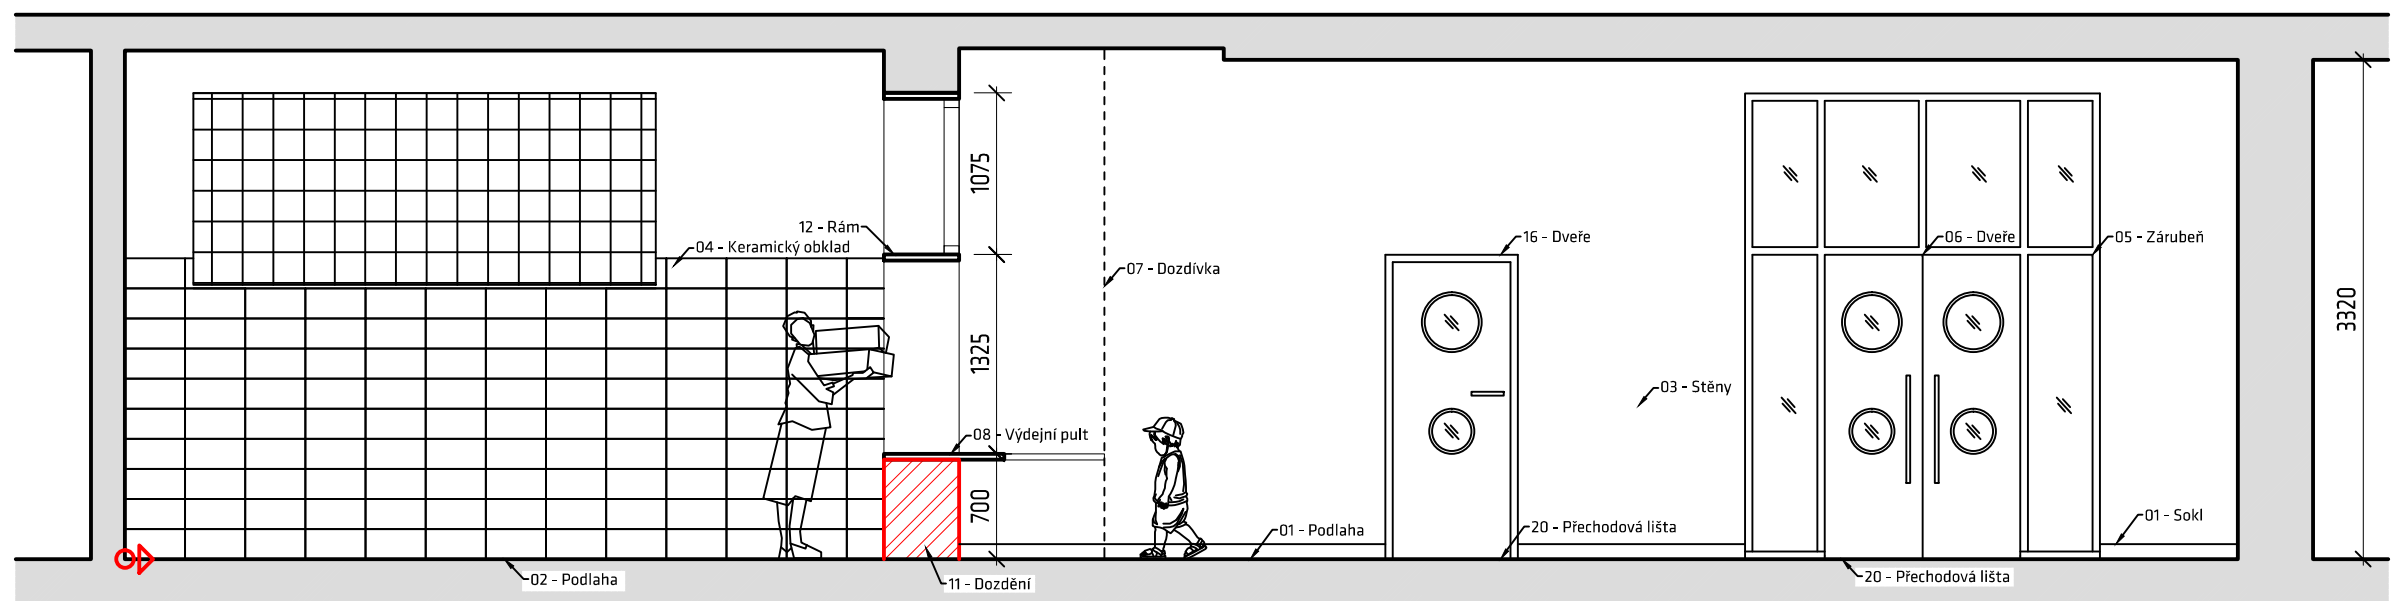 1075
12 - Rám
04 - Keramický obklad
16 - Dveře
06 - Dveře
05 - Zárubeň
07 - Dozdívka
3320
1325
03 - Stěny
08 - Výdejní pult
700
01 - Podlaha
20 - Přechodová lišta
01 - Sokl
02 - Podlaha
11 - Dozdění
20 - Přechodová lišta